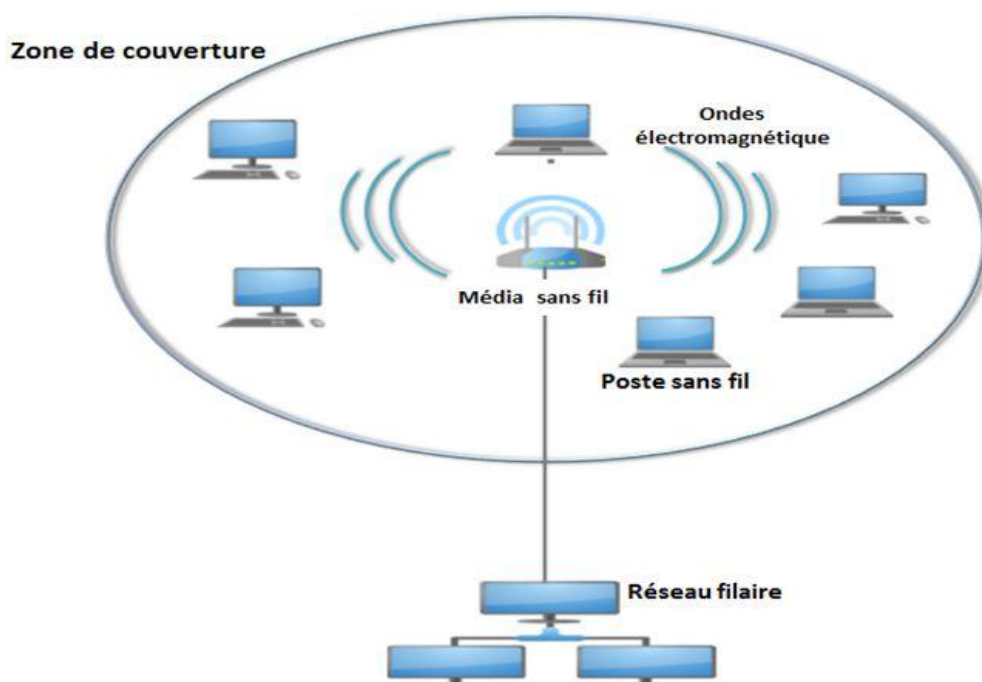 Zone de couverture
Ondes
électromagnétique
Média sans fil
Poste sans fil
Réseau filaire